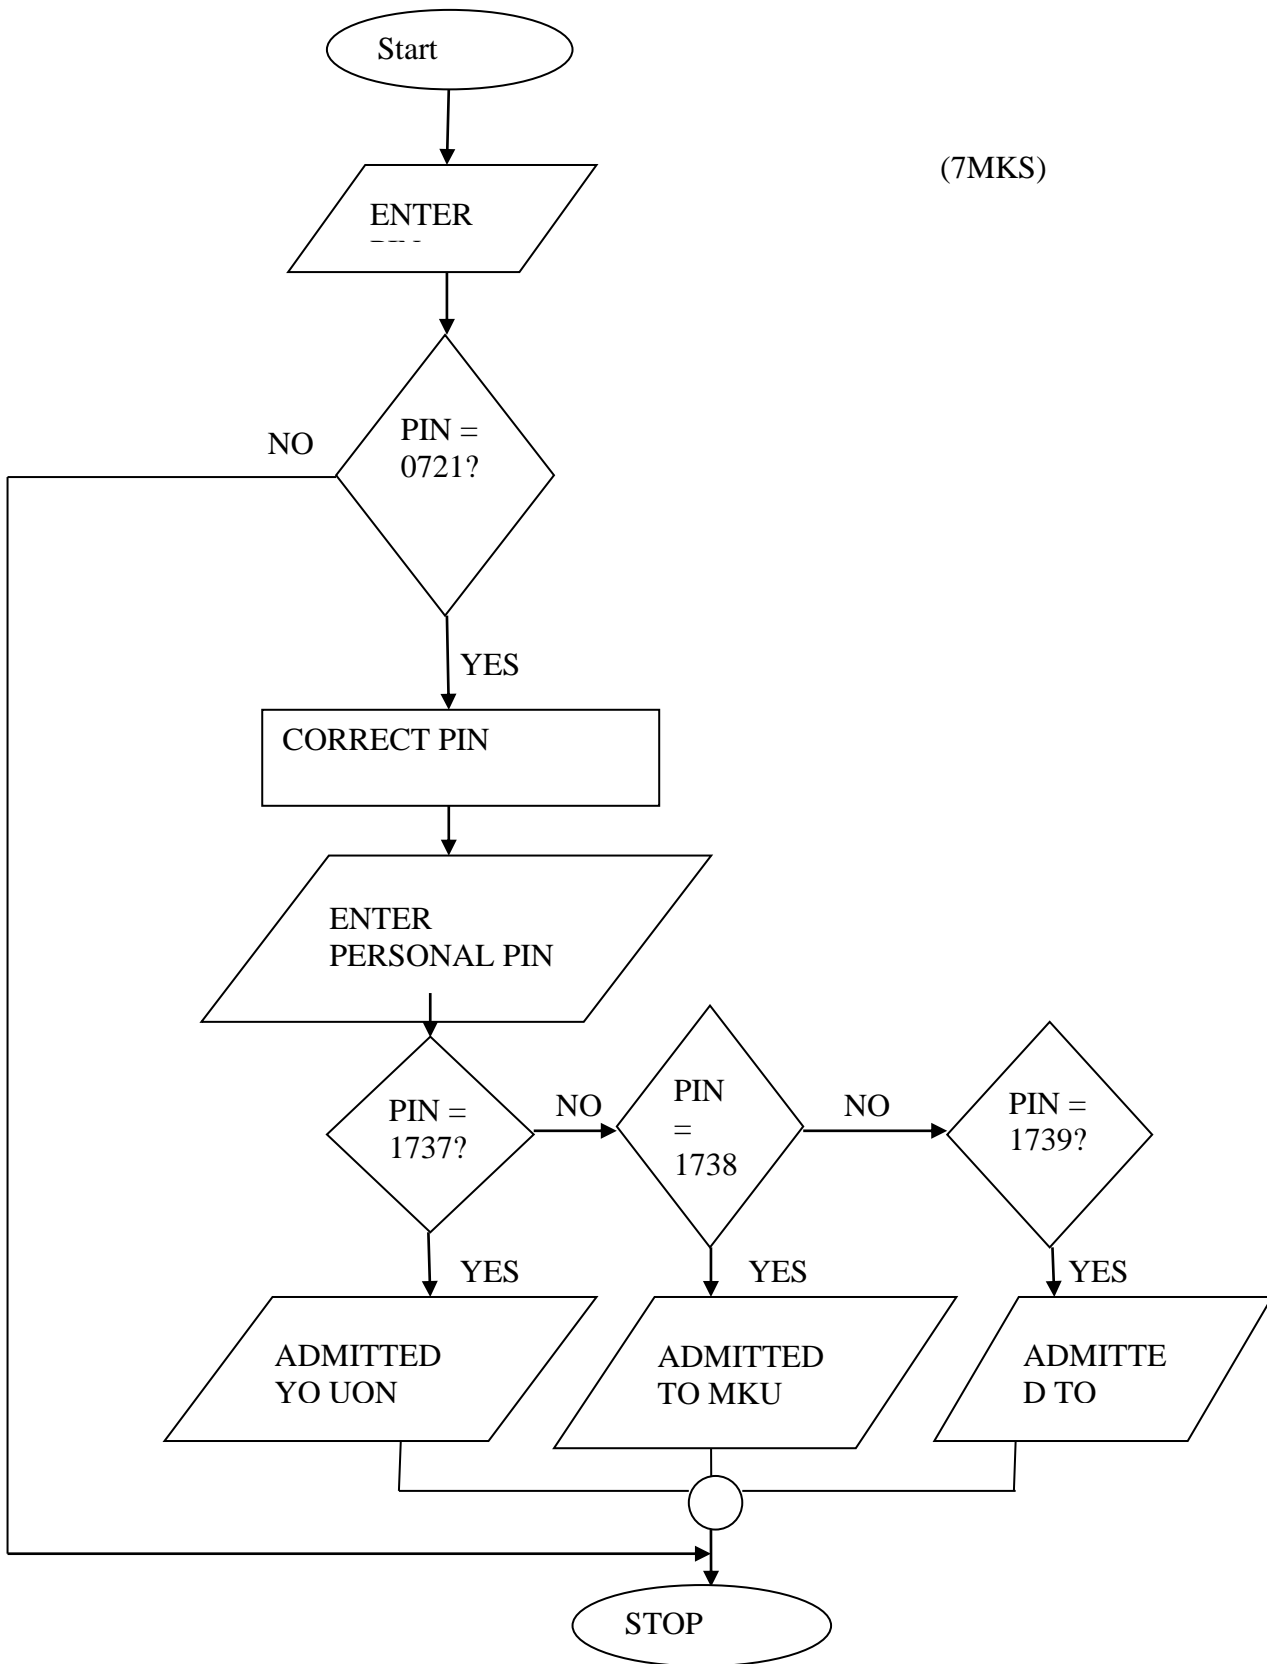 Start
(7MKS)
ENTER
PIN =
0721?
NO
YES
CORRECT PIN
ENTER
PERSONAL PIN
PIN =
1737?
NO
PIN
=
1738
NO
PIN =
1739?
YES
YES
YES
ADMITTED
YO UON
ADMITTED
TO MKU
ADMITTE
D TO
STOP